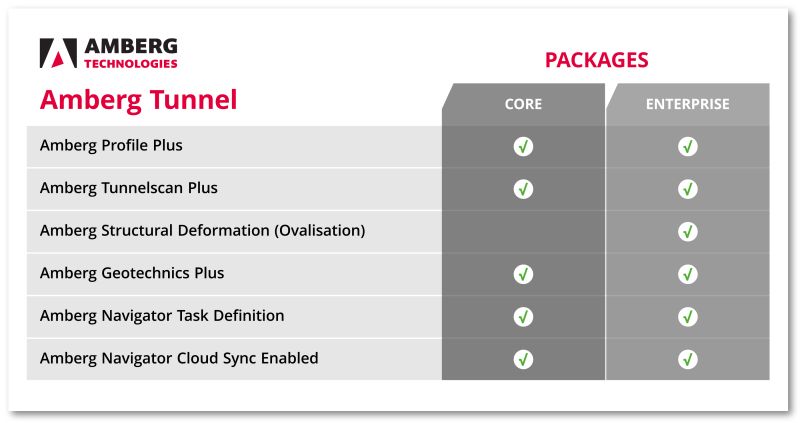 AMBERG
TECHNOLOGIES
PACKAGES
Amberg Tunnel
CORE
ENTERPRISE
Amberg Profile Plus
√ √
Amberg Tunnelscan Plus
√ √
Amberg Structural Deformation (Ovalisation)
√
Amberg Geotechnics Plus
√ √
Amberg Navigator Task Definition
√ √
Amberg Navigator Cloud Sync Enabled
√ √